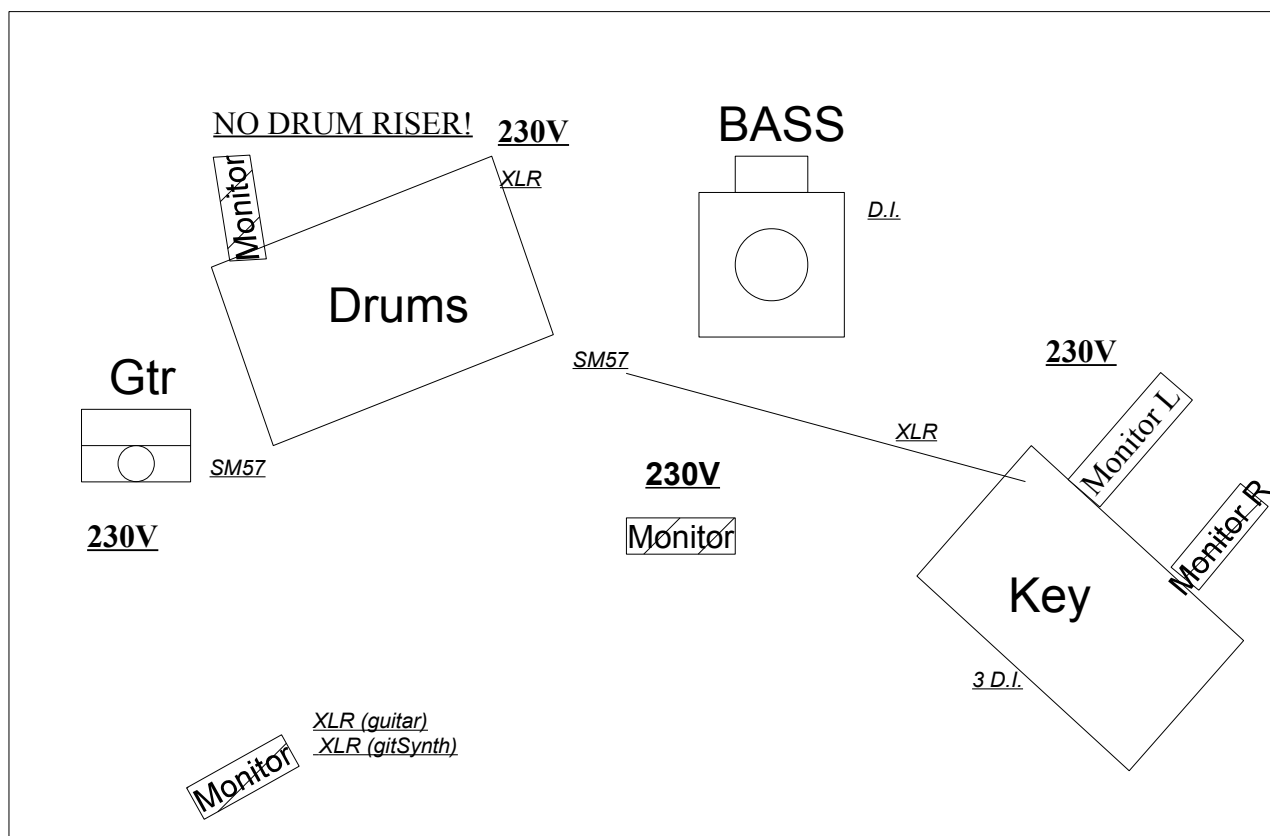 NO DRUM RISER!
230V
BASS
Monitor
XLR
D.I.
Drums
Gtr
SM57
230V
Monitor L
XLR
SM57
230V
Monitor R
230V
Monitor
Key
3 D.I.
XLR (guitar)
XLR (gitSynth)
Monitor